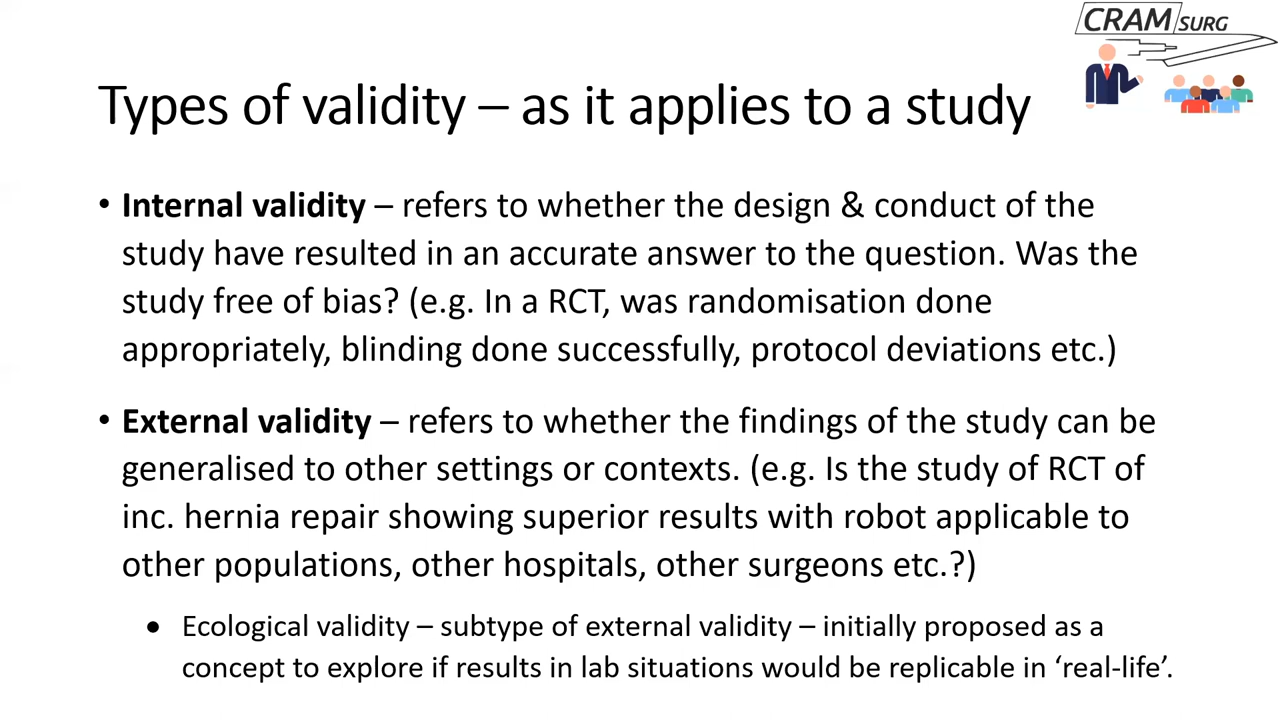 CRAM SURG
Types of validity – as it applies to a study
• Internal validity – refers to whether the design & conduct of the
study have resulted in an accurate answer to the question. Was the
study free of bias? (e.g. In a RCT, was randomisation done
appropriately, blinding done successfully, protocol deviations etc.)
• External validity – refers to whether the findings of the study can be
generalised to other settings or contexts. (e.g. Is the study of RCT of
inc. hernia repair showing superior results with robot applicable to
other populations, other hospitals, other surgeons etc.?)
• Ecological validity – subtype of external validity – initially proposed as a
concept to explore if results in lab situations would be replicable in ‘real-life’.